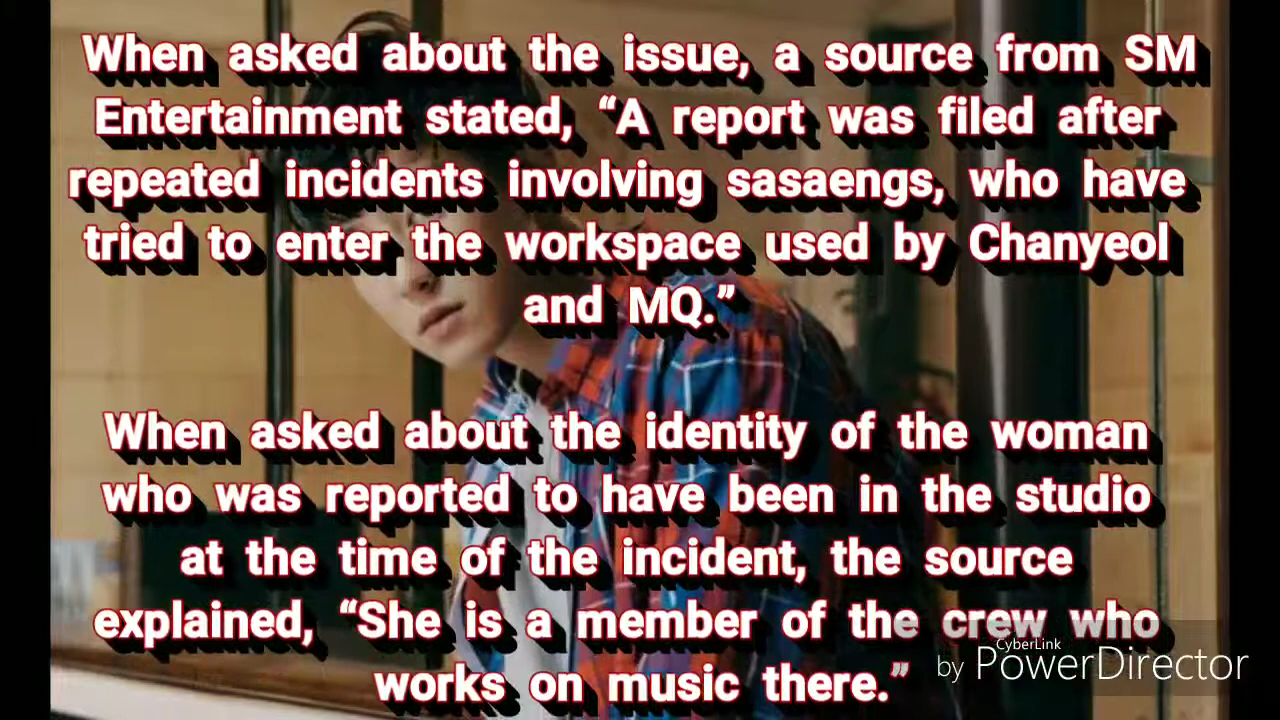 When asked about the issue, a source from SM
Entertainment stated, “A report was filed after
repeated incidents involving sasaengs, who have
tried to enter the workspace used by Chanyeol
and MQ.”
When asked about the identity of the woman
who was reported to have been in the studio
at the time of the incident, the source
explained, “She is a member of the crew who
works on music there.”
CyberLink
by PowerDirector